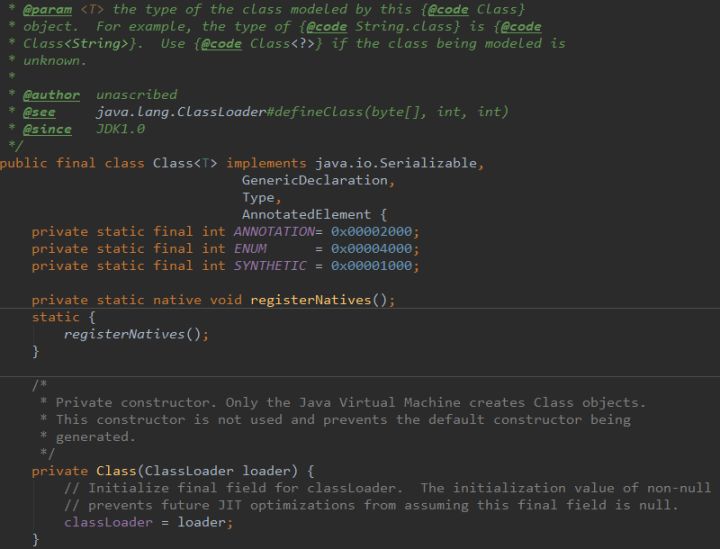 * @param <T> the type of the class modeled by this {@code Class}
* object.  For example, the type of {@code String.class} is {@code
* Class<String>}.  Use {@code Class<?>} if the class being modeled is
* unknown.
*
* @author  unascribed
* @see     java.lang.ClassLoader#defineClass(byte[], int, int)
* @since   JDK1.0
*/
public final class Class<T> implements java.io.Serializable,
                              GenericDeclaration,
                              Type,
                              AnnotatedElement {
    private static final int ANNOTATION= 0x00002000;
    private static final int ENUM      = 0x00004000;
    private static final int SYNTHETIC = 0x00001000;

    private static native void registerNatives();
    static {
        registerNatives();
    }

    /*
     * Private constructor. Only the Java Virtual Machine creates Class objects.
     * This constructor is not used and prevents the default constructor being
     * generated.
     */
    private Class(ClassLoader loader) {
        // Initialize final field for classLoader.  The initialization value of non-null
        // prevents future JIT optimizations from assuming this final field is null.
        classLoader = loader;
    }